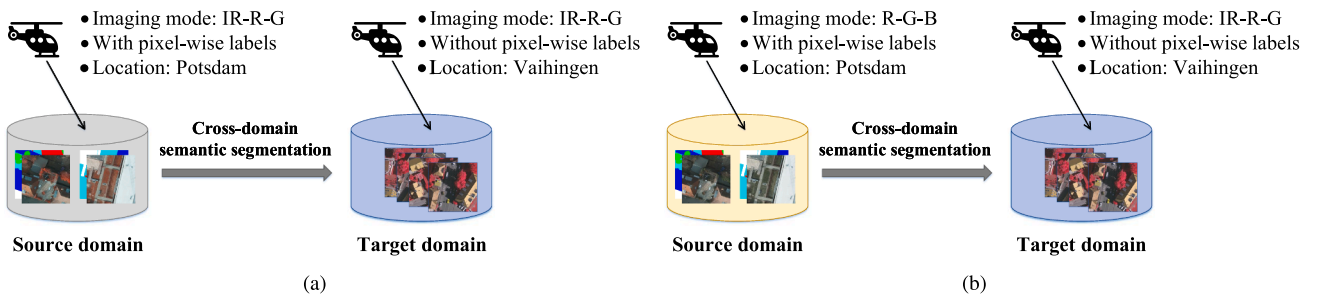 ● Imaging mode: IR-R-G
● With pixel-wise labels
● Location: Potsdam
● Imaging mode: IR-R-G
● Without pixel-wise labels
● Location: Vaihingen
Cross-domain
semantic segmentation
Source domain
Target domain
(a)
● Imaging mode: R-G-B
● With pixel-wise labels
● Location: Potsdam
● Imaging mode: IR-R-G
● Without pixel-wise labels
● Location: Vaihingen
Cross-domain
semantic segmentation
Source domain
Target domain
(b)